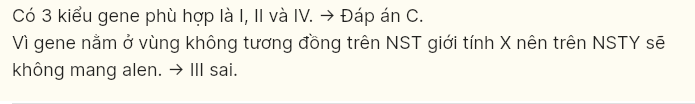 Có 3 kiểu gene phù hợp là I, II và IV. → Đáp án C.
Vì gene nằm ở vùng không tương đồng trên NST giới tính X nên trên NSTY sẽ
không mang alen. → III sai.